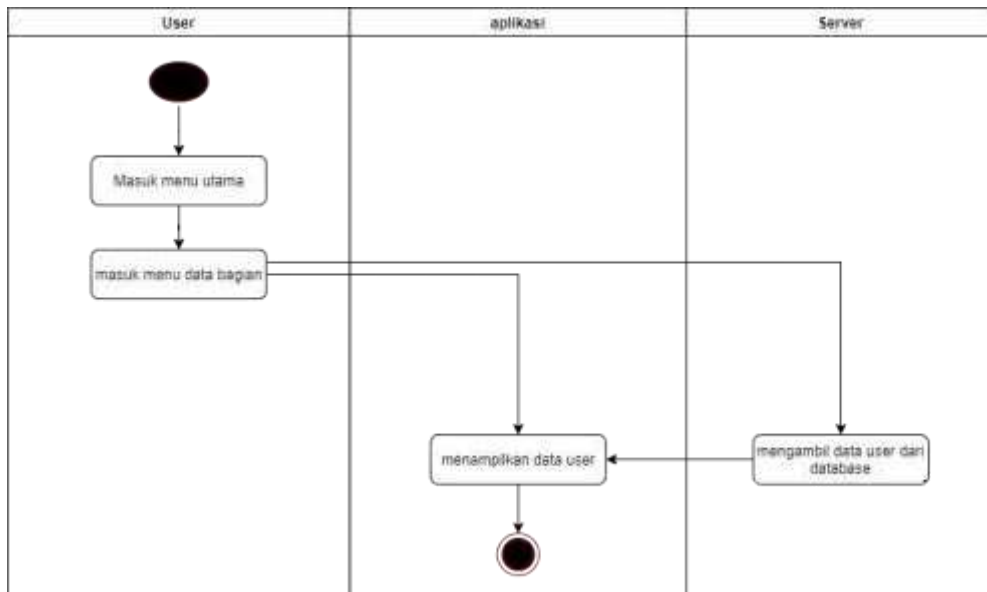 User
aplikasi
Server
Masuk menu utama
masuk menu data bagian
menampilkan data user
mengambil data user dari
database